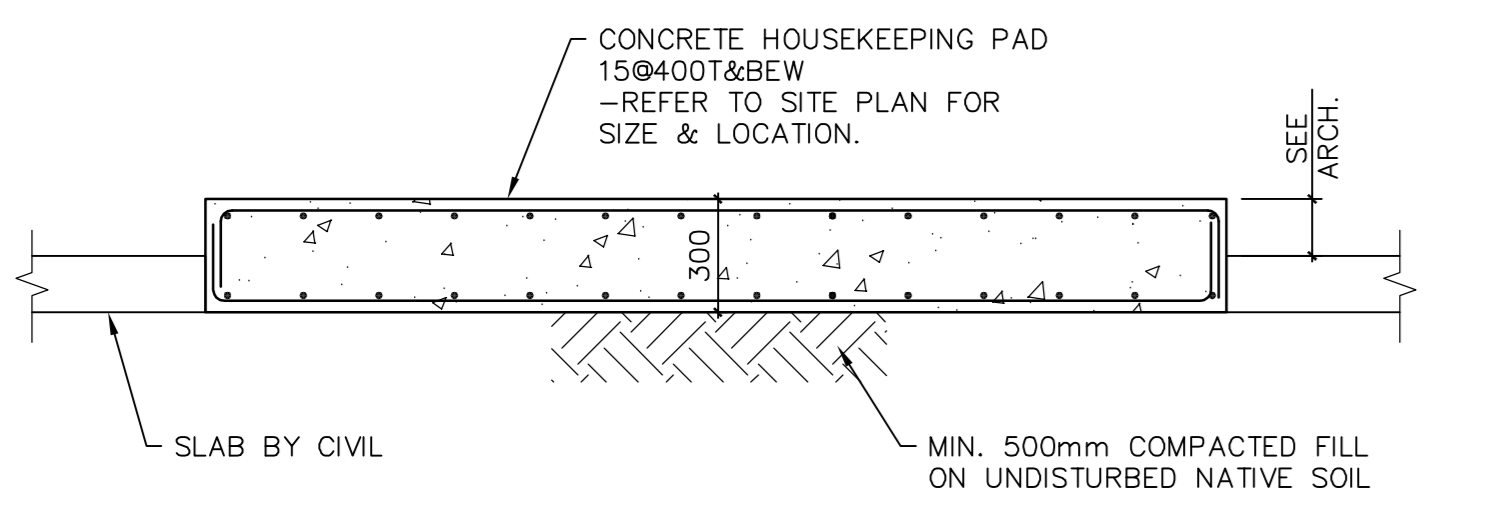 CONCRETE HOUSEKEEPING PAD
15@400T&BEW
-REFER TO SITE PLAN FOR
SIZE & LOCATION.
SEE
ARCH.
300
SLAB BY CIVIL
MIN. 500mm COMPACTED FILL
ON UNDISTURBED NATIVE SOIL